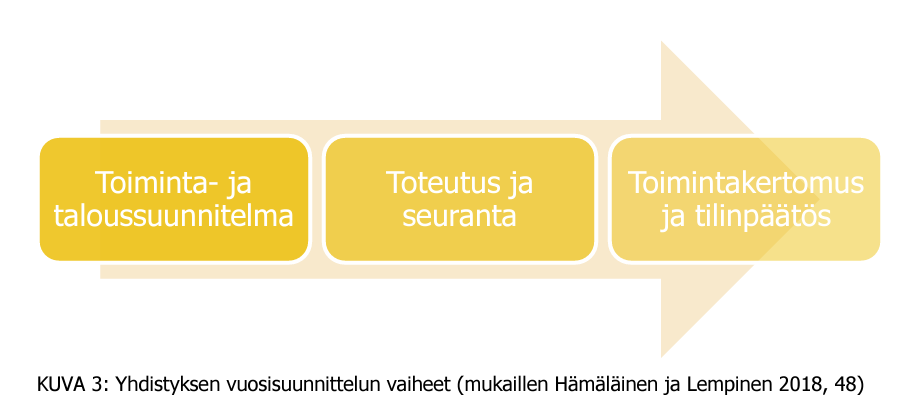 Toiminta- ja
taloussuunnitelma
Toteutus ja
seuranta
Toimintakertomus
ja tilinpäätös
KUVA 3: Yhdistyksen vuosisuunnittelun vaiheet (mukaillen Hämäläinen ja Lempinen 2018, 48)